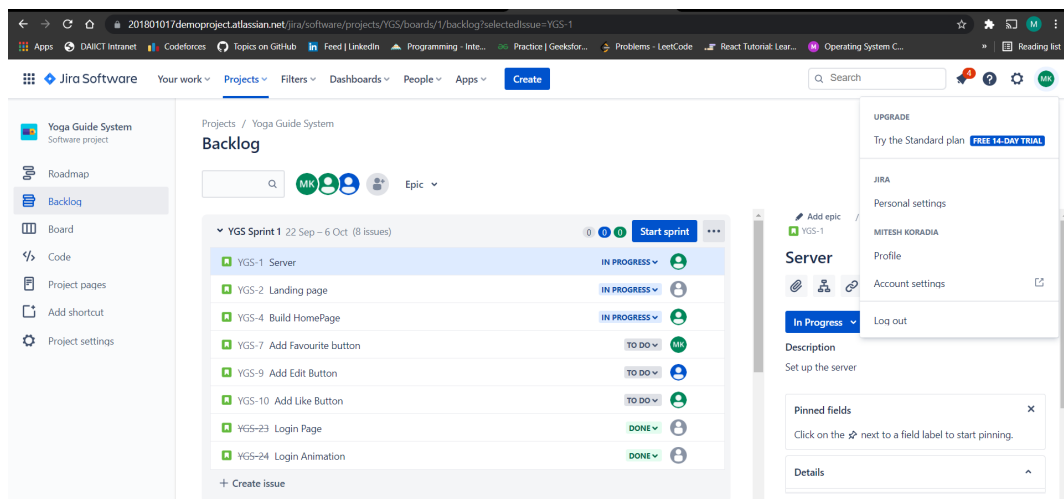 201801017demoproject.atlassian.net/jira/software/projects/YGS/boards/1/backlog?selectedIssue=YGS-1
M
Apps DAIICT Intranet Codeforces Topics on GitHub Feed | LinkedIn Programming - Inte... Practice | Geeksfor... Problems - LeetCode React Tutorial: Lear... Operating System C... » Reading list
Jira Software Your work Projects Filters Dashboards People Apps Create Search 4 MK
Yoga Guide System
Software project
Roadmap
Backlog
Board
Code
Project pages
Add shortcut
Project settings
Projects / Yoga Guide System
Backlog
MK Epic
YGS Sprint 1 22 Sep – 6 Oct (8 issues) 0 0 0 Start sprint
YGS-1 Server IN PROGRESS
YGS-2 Landing page IN PROGRESS
YGS-4 Build HomePage IN PROGRESS
YGS-7 Add Favourite button TO DO MK
YGS-9 Add Edit Button TO DO
YGS-10 Add Like Button TO DO
YGS-23 Login Page DONE
YGS-24 Login Animation DONE
+ Create issue
Add epic /
YGS-1
Server
In Progress
Description
Set up the server
Pinned fields
Click on the next to a field label to start pinning.
Details
UPGRADE
Try the Standard plan FREE 14-DAY TRIAL
JIRA
Personal settings
MITESH KORADIA
Profile
Account settings
Log out